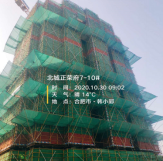 北城正荣府7-10#
时 间：2020.10.30 09:02
天 气：晴 14℃
地 点：合肥市·韩小郢